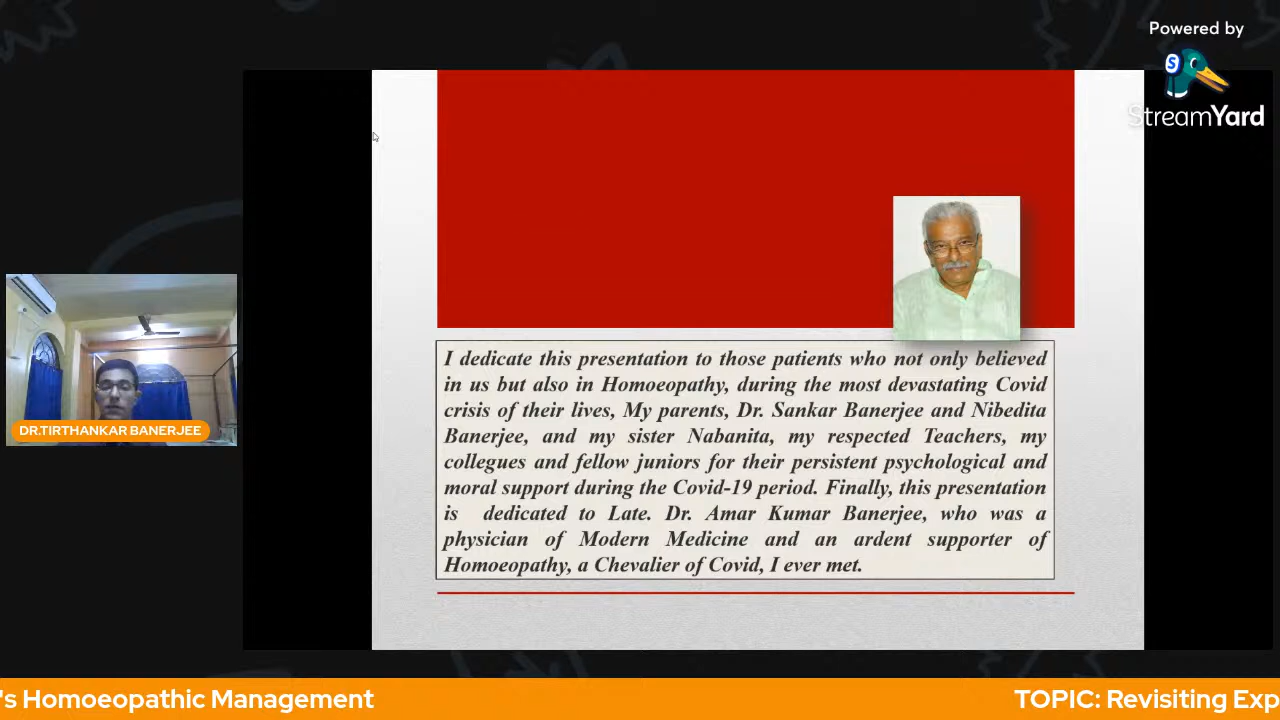 Powered by
StreamYard
I dedicate this presentation to those patients who not only believed
in us but also in Homoeopathy, during the most devastating Covid
crisis of their lives, My parents, Dr. Sankar Banerjee and Nibedita
Banerjee, and my sister Nabanita, my respected Teachers, my
collegues and fellow juniors for their persistent psychological and
moral support during the Covid-19 period. Finally, this presentation
is dedicated to Late. Dr. Amar Kumar Banerjee, who was a
physician of Modern Medicine and an ardent supporter of
Homoeopathy, a Chevalier of Covid, I ever met.
DR.TIRTHANKAR BANERJEE
's Homoeopathic Management TOPIC: Revisiting Exp